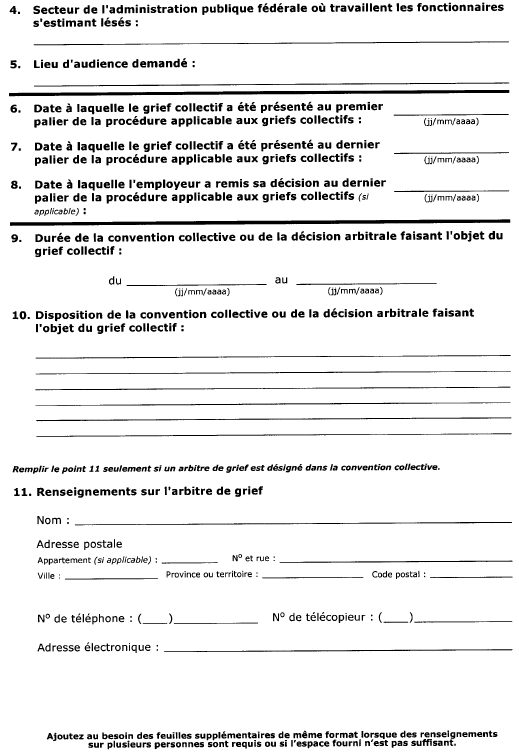 4. Secteur de l'administration publique fédérale où travaillent les fonctionnaires
s'estimant lésés :
5. Lieu d'audience demandé :
6. Date à laquelle le grief collectif a été présenté au premier
palier de la procédure applicable aux griefs collectifs :
(jj/mm/aaaa)
7. Date à laquelle le grief collectif a été présenté au dernier
palier de la procédure applicable aux griefs collectifs :
(jj/mm/aaaa)
8. Date à laquelle l'employeur a remis sa décision au dernier
palier de la procédure applicable aux griefs collectifs (si
applicable) :
(jj/mm/aaaa)
9. Durée de la convention collective ou de la décision arbitrale faisant l'objet du
grief collectif :
du au
(jj/mm/aaaa) (jj/mm/aaaa)
10. Disposition de la convention collective ou de la décision arbitrale faisant
l'objet du grief collectif :
Remplir le point 11 seulement si un arbitre de grief est désigné dans la convention collective.
11. Renseignements sur l'arbitre de grief
Nom :
Adresse postale
Appartement (si applicable) : Nº et rue :
Ville : Province ou territoire : Code postal :
Nº de téléphone : ( ) Nº de télécopieur : ( )
Adresse électronique :
Ajoutez au besoin des feuilles supplémentaires de même format lorsque des renseignements
sur plusieurs personnes sont requis ou si l'espace fourni n'est pas suffisant.